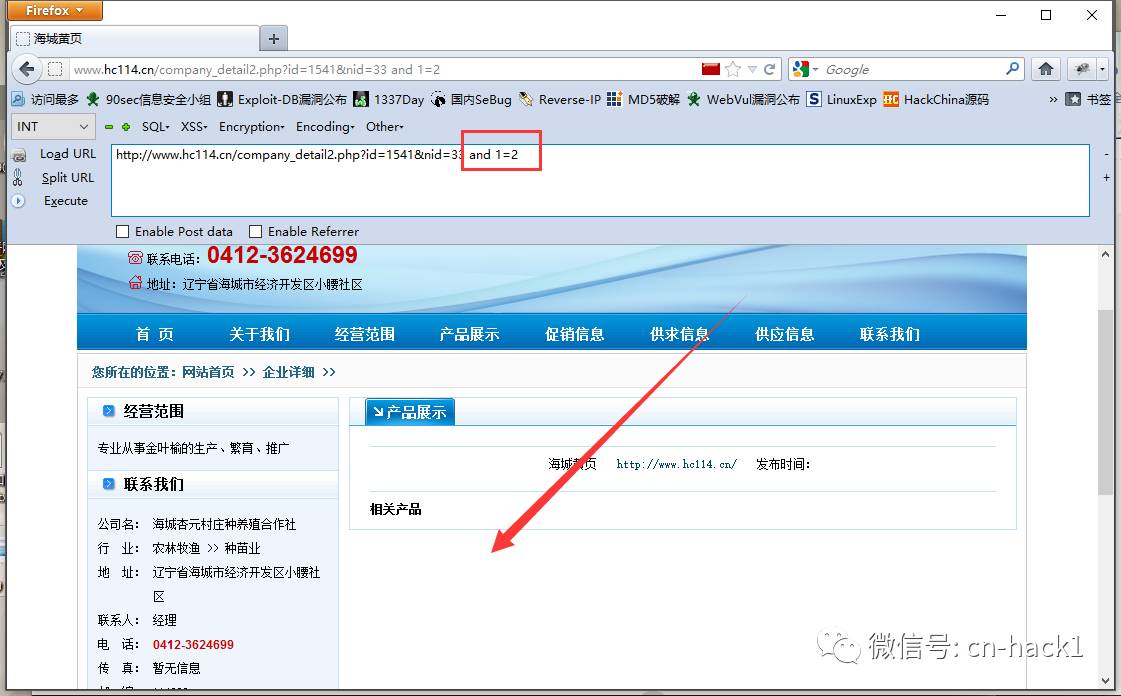 Firefox
海城黄页
www.hc114.cn/company_detail2.php?id=1541&nid=33 and 1=2
Google
访问最多 90sec信息安全小组 Exploit-DB漏洞公布 1337Day 国内SeBug Reverse-IP MD5破解 WebVul漏洞公布 LinuxExp HackChina源码 » 书签
INT SQL XSS Encryption Encoding Other
Load URL
http://www.hc114.cn/company_detail2.php?id=1541&nid=33 and 1=2
Split URL
Execute
Enable Post data Enable Referrer
联系电话：0412-3624699
地址：辽宁省海城市经济开发区小腰社区
首 页 关于我们 经营范围 产品展示 促销信息 供求信息 供应信息 联系我们
您所在的位置：网站首页 >> 企业详细 >>
经营范围
产品展示
专业从事金叶榆的生产、繁育、推广
海城黄页 http://www.hc114.cn/ 发布时间：
联系我们
相关产品
公司名： 海城杏元村庄种养殖合作社
行 业： 农林牧渔 >> 种苗业
地 址： 辽宁省海城市经济开发区小腰社
区
联系人： 经理
电 话： 0412-3624699
传 真： 暂无信息
微信号: cn-hack1